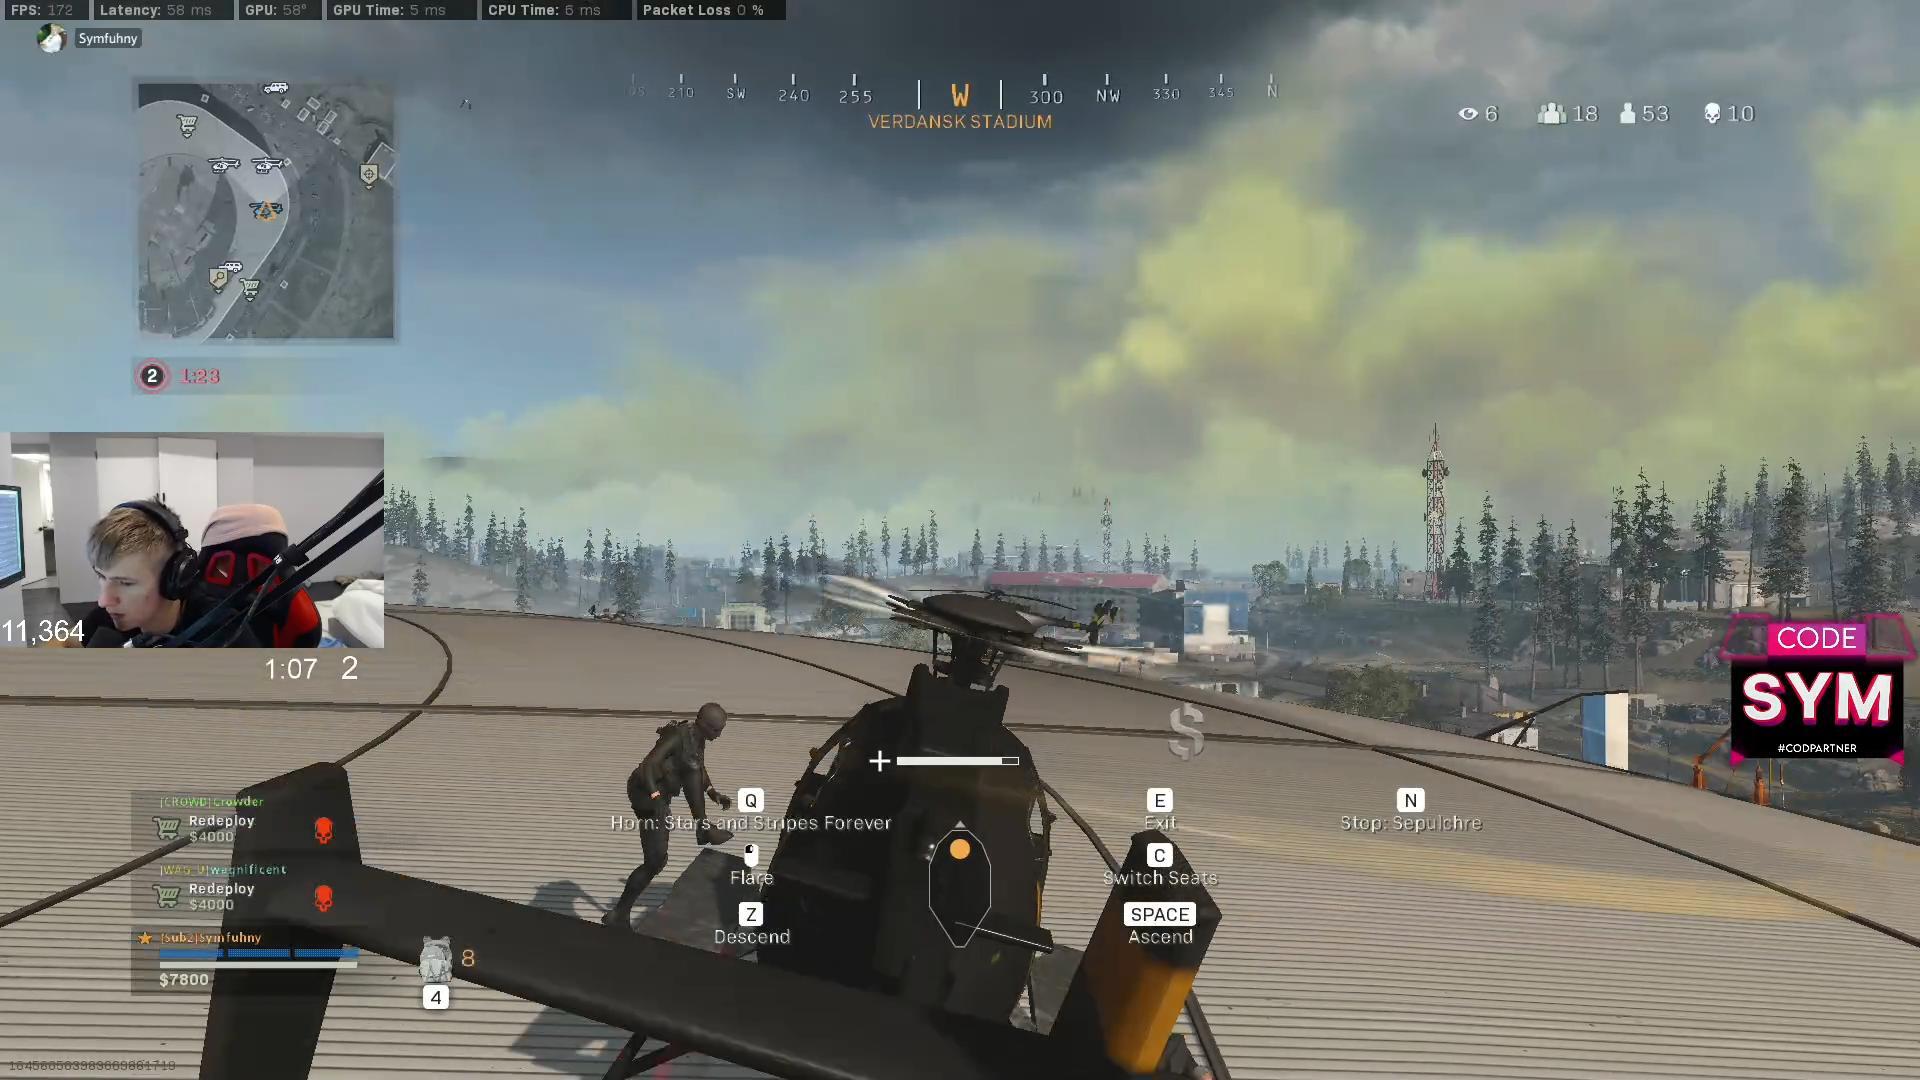 FPS: 172
Latency: 58 ms
GPU: 58°
GPU Time: 5 ms
CPU Time: 6 ms
Packet Loss 0 %
Symfuhny
210 SW 240 255 W 300 NW 330 345 N
VERDANSK STADIUM
6 18 53 10
2 1:23
11,364
1:07 2
CODE
SYM
#CODPARTNER
Q
Horn: Stars and Stripes Forever
E
Exit
N
Stop: Sepulchre
Flare
C
Switch Seats
Z
Descend
SPACE
Ascend
[CROWD]Crowder
Redeploy
$4000
[WAG_U]wagnificent
Redeploy
$4000
[Sub2]Symfuhny
$7800
8
4